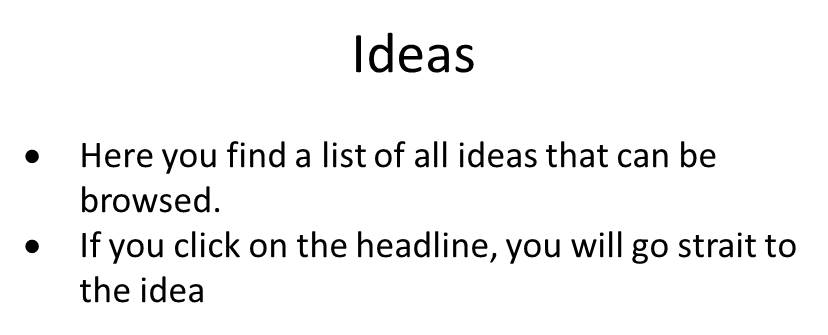 Ideas
• Here you find a list of all ideas that can be
browsed.
• If you click on the headline, you will go strait to
the idea